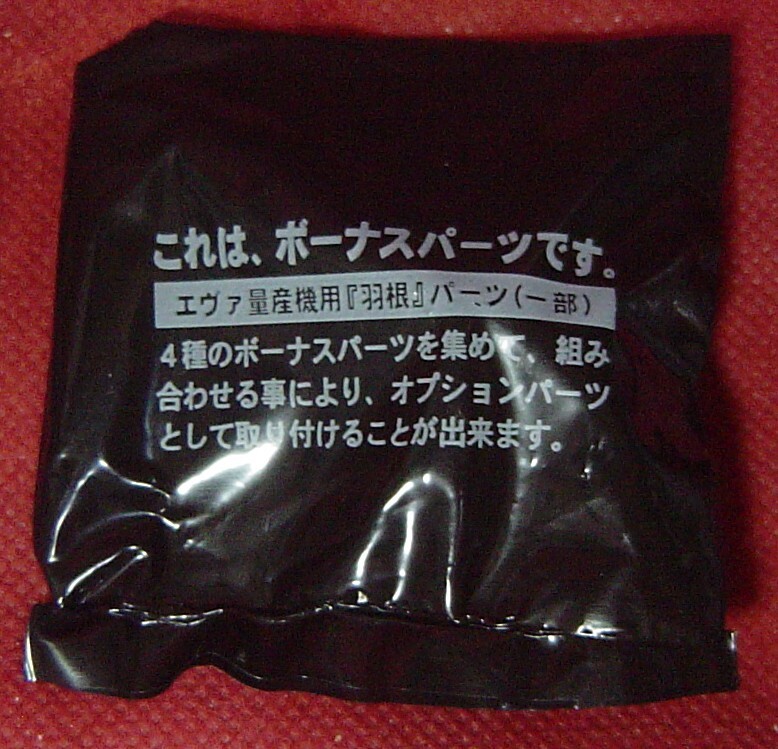 これは、ボーナスパーツです。
エヴァ量産機用『羽根』パーツ(一部)
4種のボーナスパーツを集めて、組み
合わせる事により、オプションパーツ
として取り付けることが出来ます。